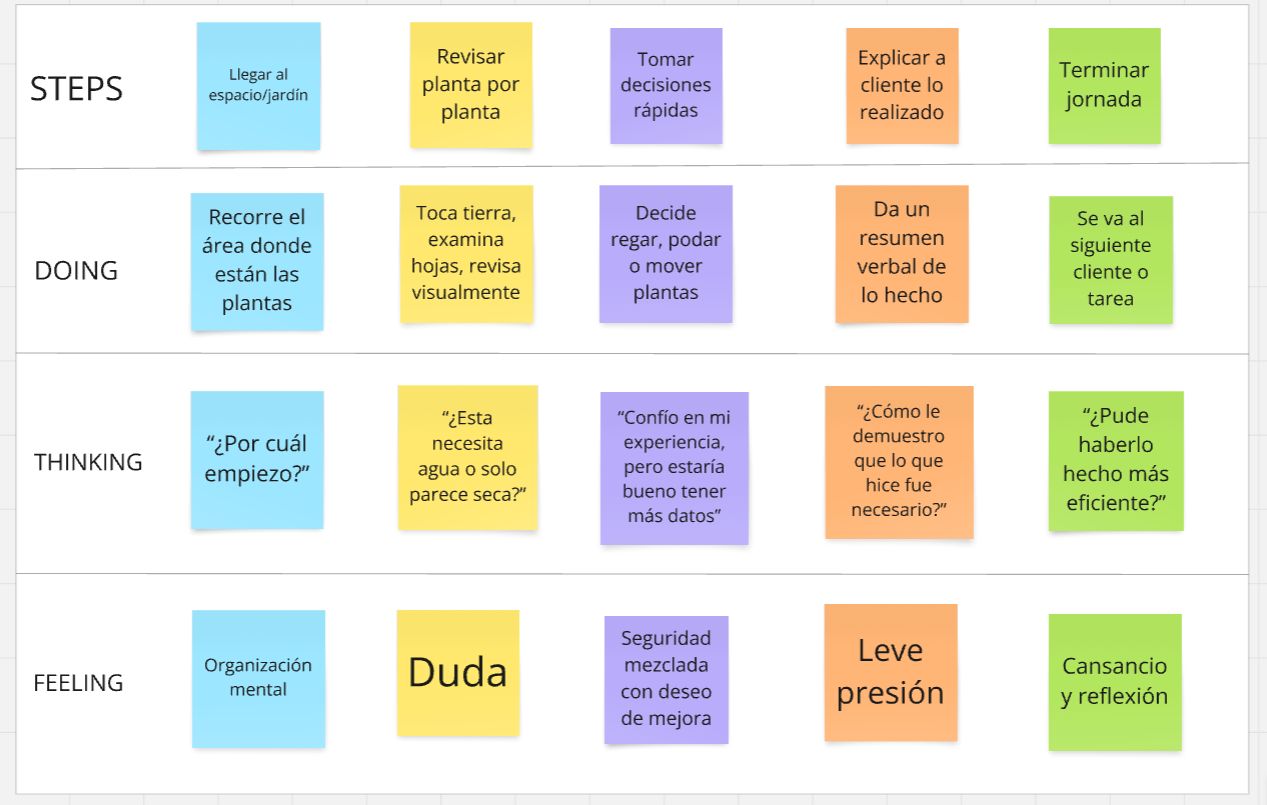 STEPS
Llegar al
espacio/jardín
Revisar
planta por
planta
Tomar
decisiones
rápidas
Explicar a
cliente lo
realizado
Terminar
jornada
DOING
Recorre el
área donde
están las
plantas
Toca tierra,
examina
hojas, revisa
visualmente
Decide
regar, podar
o mover
plantas
Da un
resumen
verbal de
lo hecho
Se va al
siguiente
cliente o
tarea
THINKING
“¿Por cuál
empiezo?”
“¿Esta
necesita
agua o solo
parece seca?”
“Confío en mi
experiencia,
pero estaría
bueno tener
más datos”
“¿Cómo le
demuestro
que lo que
hice fue
necesario?”
“¿Pude
haberlo
hecho más
eficiente?”
FEELING
Organización
mental
Duda
Seguridad
mezclada
con deseo
de mejora
Leve
presión
Cansancio
y reflexión